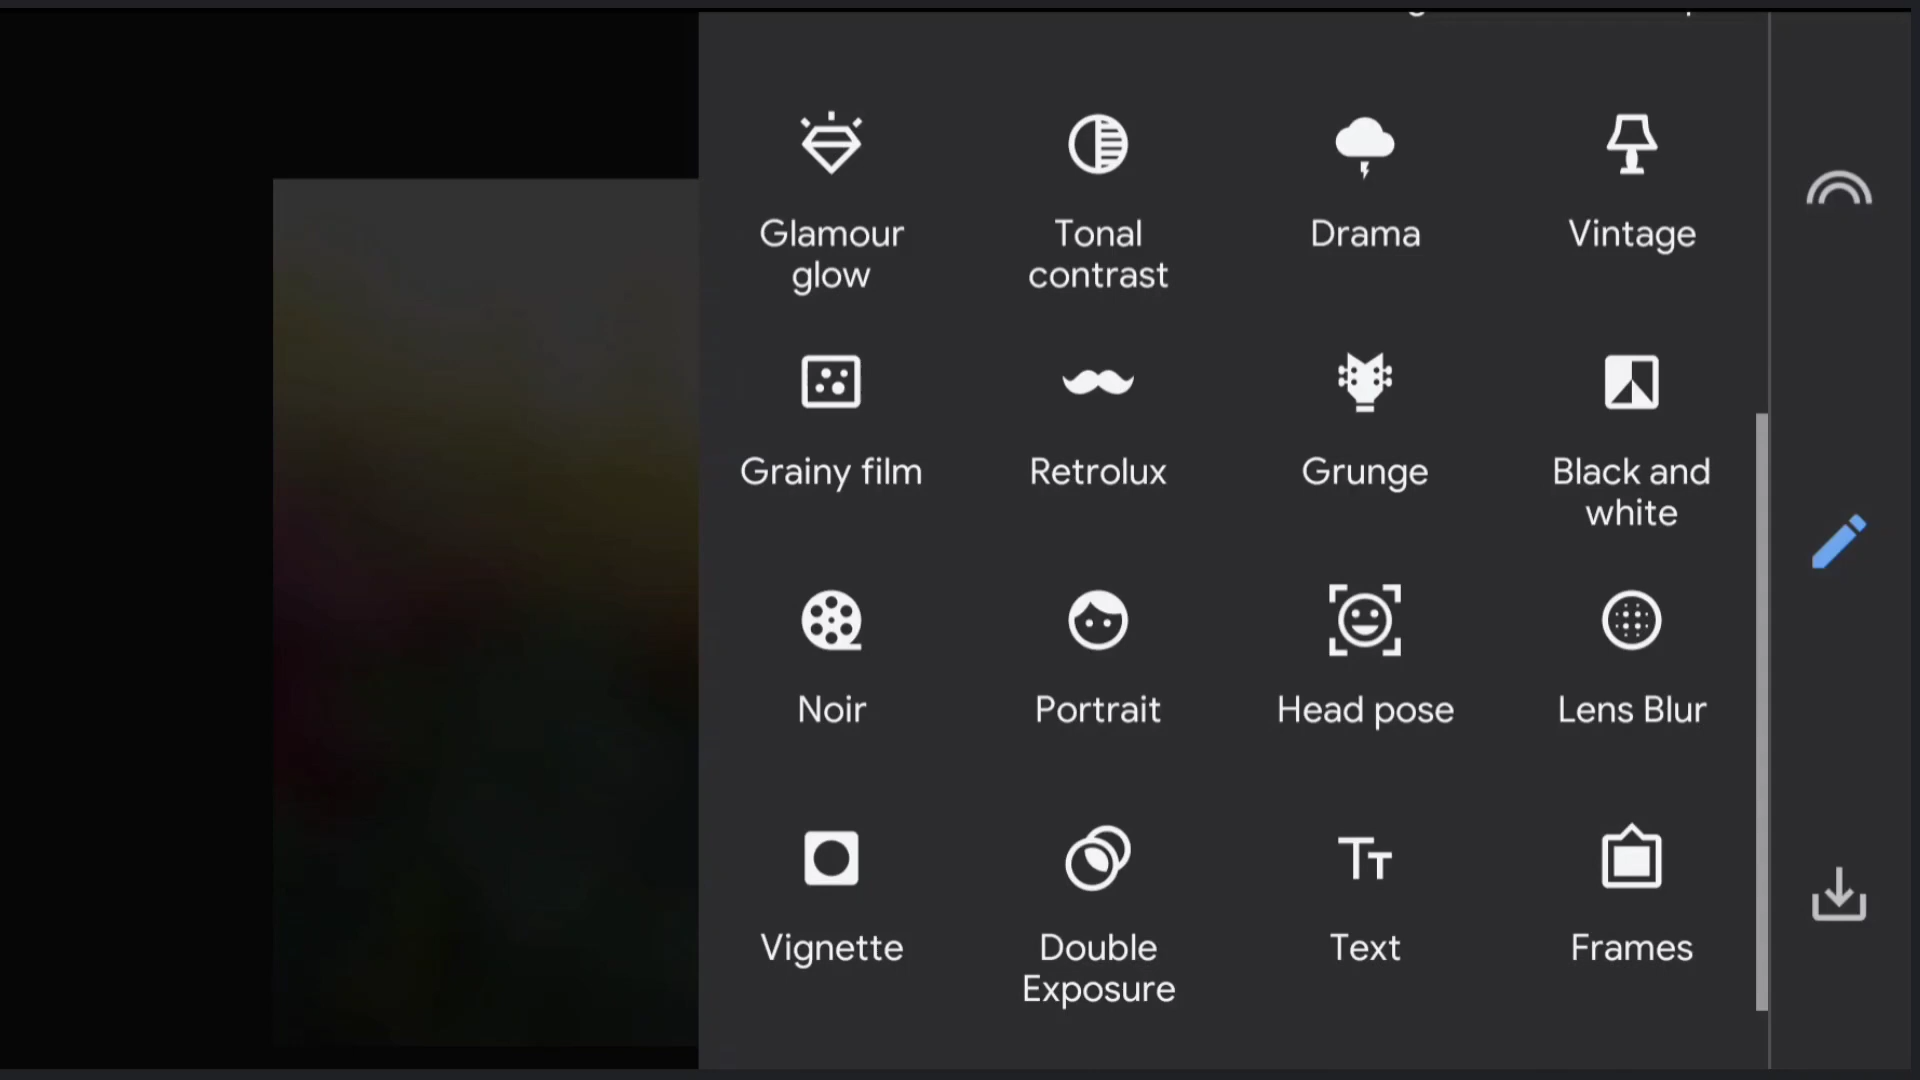 Glamour
glow
Tonal
contrast
Drama
Vintage
Grainy film
Retrolux
Grunge
Black and
white
Noir
Portrait
Head pose
Lens Blur
Vignette
Double
Exposure
Text
Frames